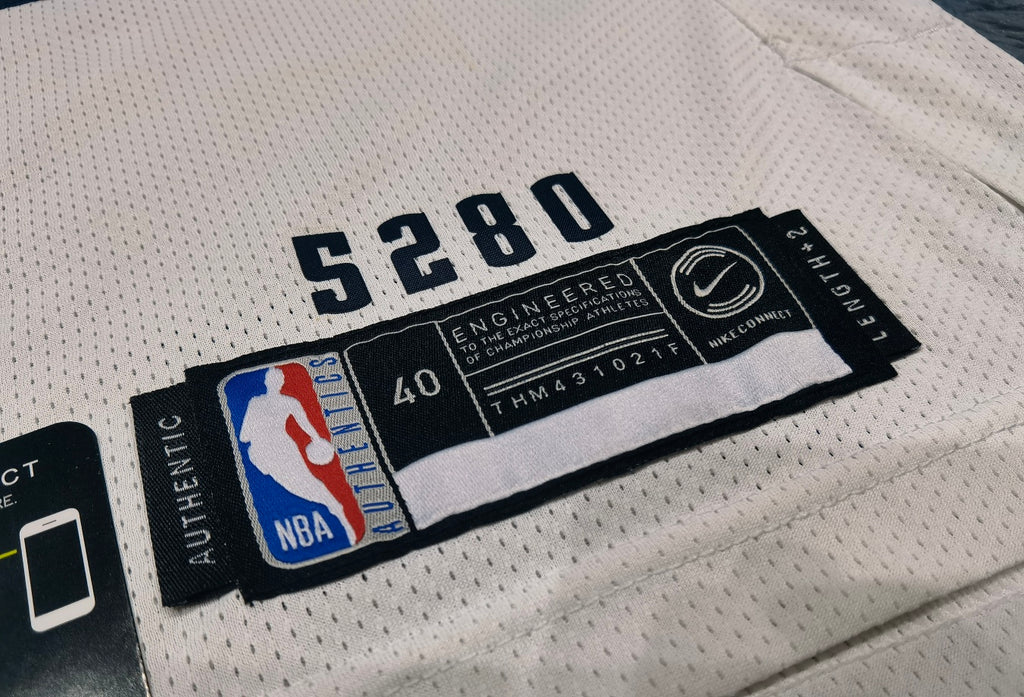 5280
AUTHENTIC
NBA
AUTHENTICS
40
ENGINEERED
TO THE EXACT SPECIFICATIONS
OF CHAMPIONSHIP ATHLETES
THM431021F
NIKECONNECT
LENGTH+2
CT
RE.